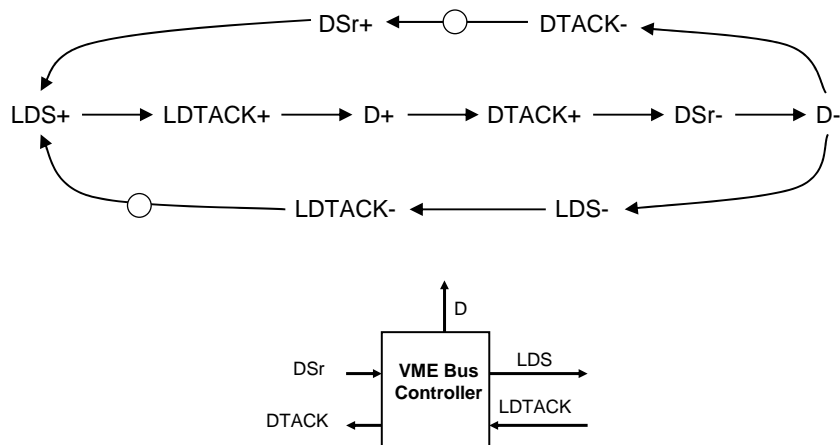 DSr+ DTACK-
LDS+ LDTACK+ D+ DTACK+ DSr- D-
LDTACK- LDS-
D
DSr VME Bus LDS
Controller
DTACK LDTACK